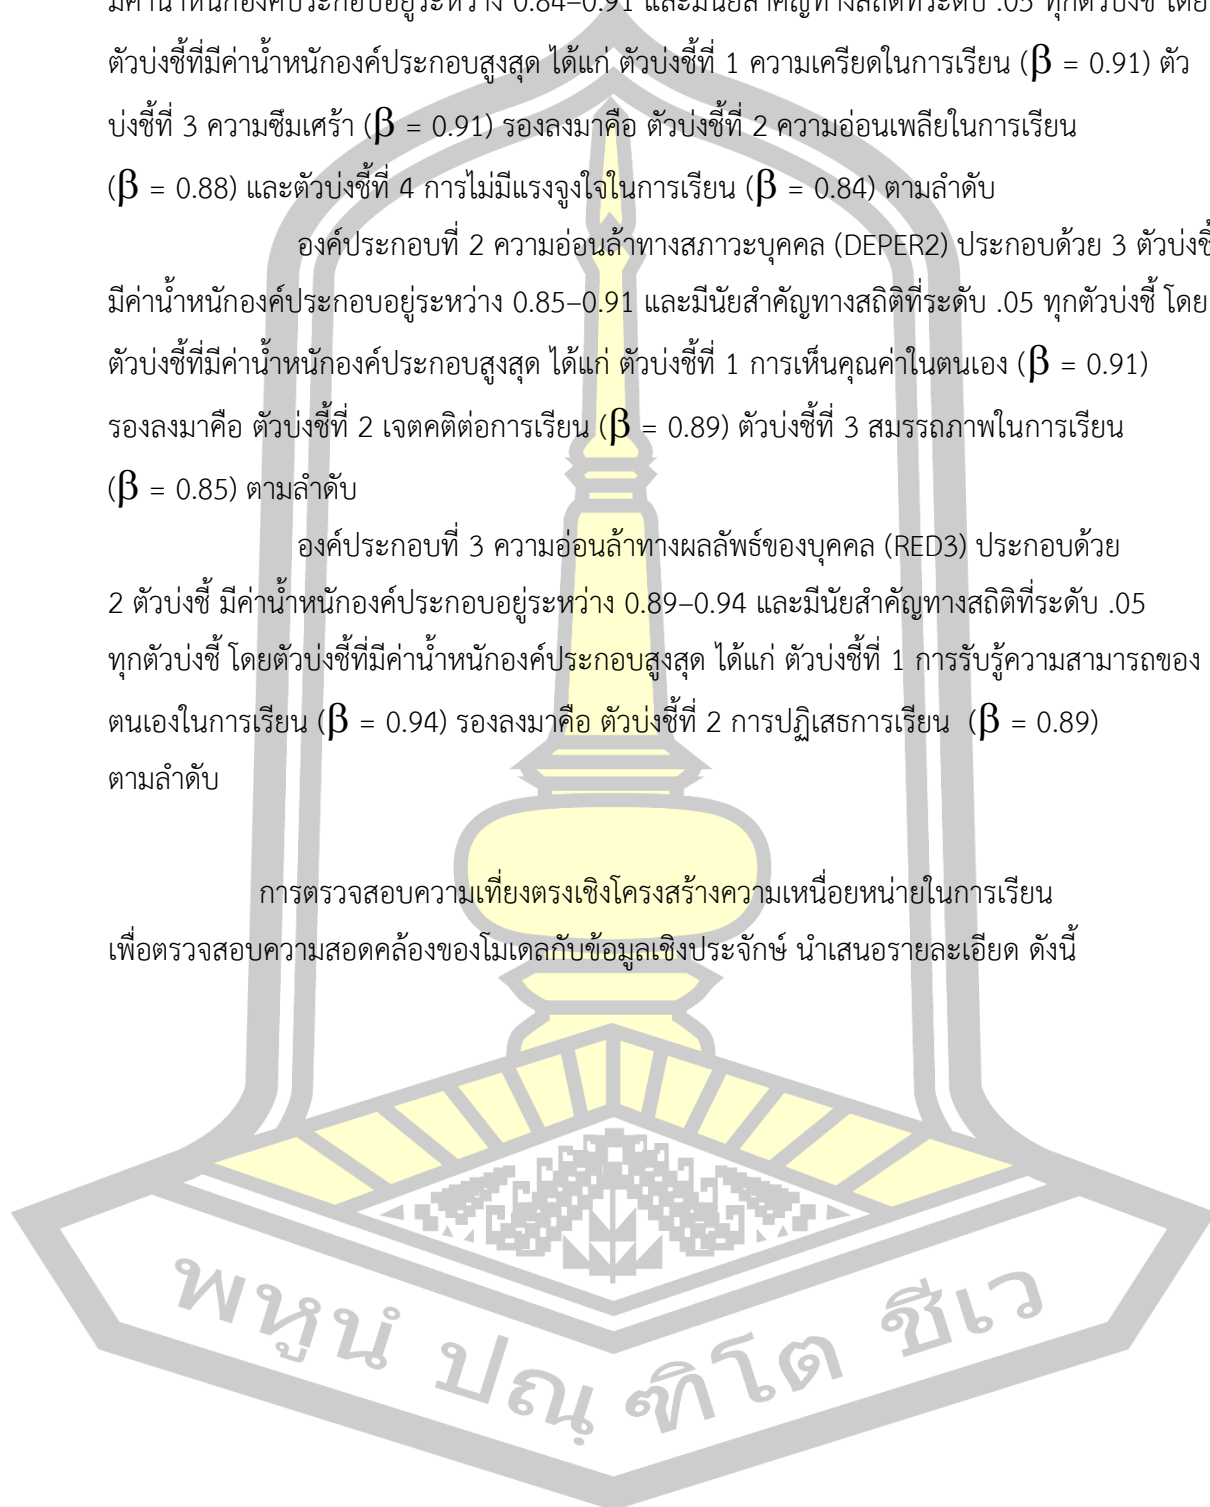 มีค่าน้ำหนักองค์ประกอบอยู่ระหว่าง 0.84–0.91 และมีนัยสำคัญทางสถิติที่ระดับ .05 ทุกตัวบ่งชี้ โดย
ตัวบ่งชี้ที่มีค่าน้ำหนักองค์ประกอบสูงสุด ได้แก่ ตัวบ่งชี้ที่ 1 ความเครียดในการเรียน (β = 0.91) ตัว
บ่งชี้ที่ 3 ความซึมเศร้า (β = 0.91) รองลงมาคือ ตัวบ่งชี้ที่ 2 ความอ่อนเพลียในการเรียน
(β = 0.88) และตัวบ่งชี้ที่ 4 การไม่มีแรงจูงใจในการเรียน (β = 0.84) ตามลำดับ
องค์ประกอบที่ 2 ความอ่อนล้าทางสภาวะบุคคล (DEPER2) ประกอบด้วย 3 ตัวบ่งชี้
มีค่าน้ำหนักองค์ประกอบอยู่ระหว่าง 0.85–0.91 และมีนัยสำคัญทางสถิติที่ระดับ .05 ทุกตัวบ่งชี้ โดย
ตัวบ่งชี้ที่มีค่าน้ำหนักองค์ประกอบสูงสุด ได้แก่ ตัวบ่งชี้ที่ 1 การเห็นคุณค่าในตนเอง (β = 0.91)
รองลงมาคือ ตัวบ่งชี้ที่ 2 เจตคติต่อการเรียน (β = 0.89) ตัวบ่งชี้ที่ 3 สมรรถภาพในการเรียน
(β = 0.85) ตามลำดับ
องค์ประกอบที่ 3 ความอ่อนล้าทางผลลัพธ์ของบุคคล (RED3) ประกอบด้วย
2 ตัวบ่งชี้ มีค่าน้ำหนักองค์ประกอบอยู่ระหว่าง 0.89–0.94 และมีนัยสำคัญทางสถิติที่ระดับ .05
ทุกตัวบ่งชี้ โดยตัวบ่งชี้ที่มีค่าน้ำหนักองค์ประกอบสูงสุด ได้แก่ ตัวบ่งชี้ที่ 1 การรับรู้ความสามารถของ
ตนเองในการเรียน (β = 0.94) รองลงมาคือ ตัวบ่งชี้ที่ 2 การปฏิเสธการเรียน (β = 0.89)
ตามลำดับ
การตรวจสอบความเที่ยงตรงเชิงโครงสร้างความเหนื่อยหน่ายในการเรียน
เพื่อตรวจสอบความสอดคล้องของโมเดลกับข้อมูลเชิงประจักษ์ นำเสนอรายละเอียด ดังนี้
พหูนํ ปณฺฑิโต ชีเว